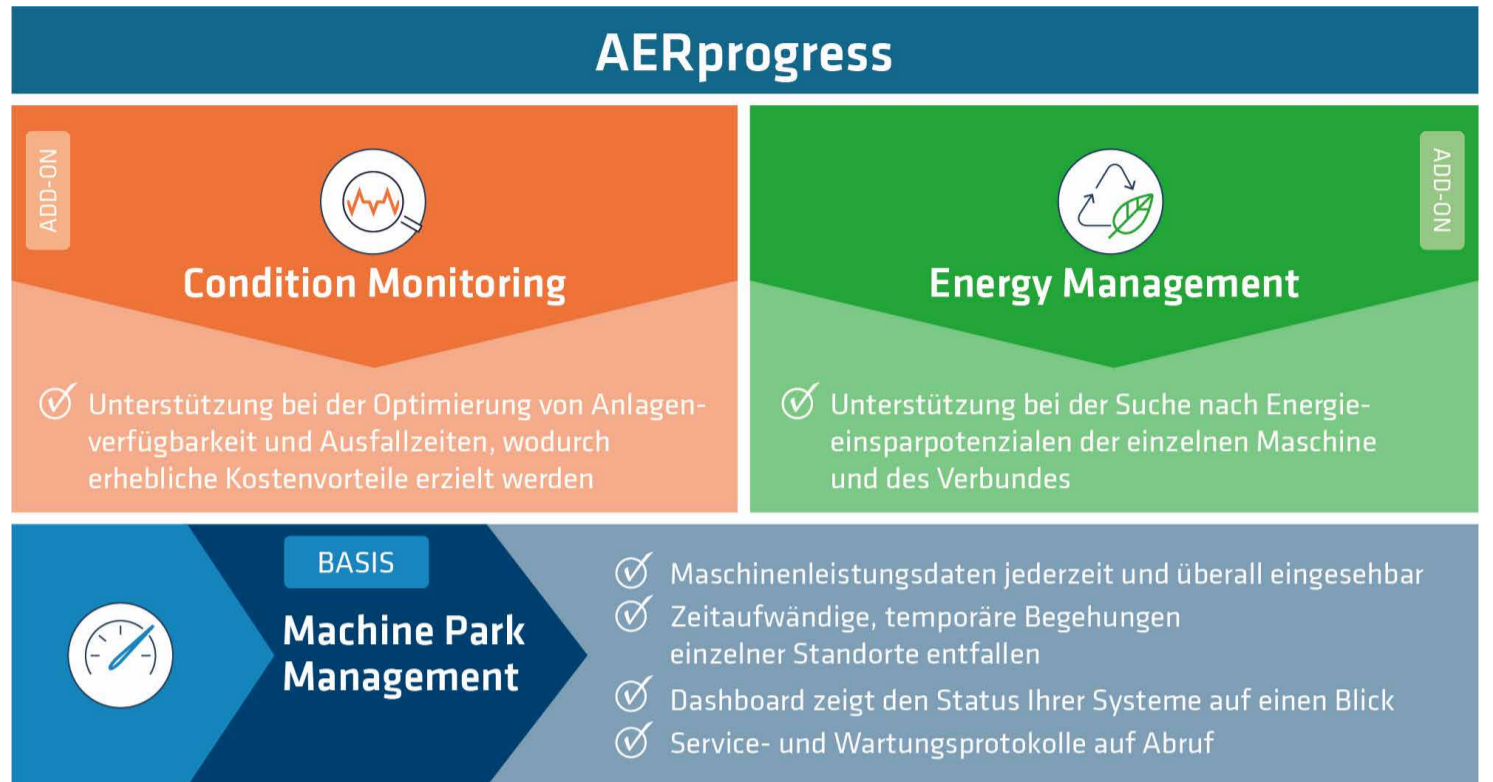 AERprogress
ADD-ON
Condition Monitoring
Unterstützung bei der Optimierung von Anlagen-
verfügbarkeit und Ausfallzeiten, wodurch
erhebliche Kostenvorteile erzielt werden
ADD-ON
Energy Management
Unterstützung bei der Suche nach Energie-
einsparpotenzialen der einzelnen Maschine
und des Verbundes
BASIS
Machine Park
Management
Maschinenleistungsdaten jederzeit und überall eingesehbar
Zeitaufwändige, temporäre Begehungen
einzelner Standorte entfallen
Dashboard zeigt den Status Ihrer Systeme auf einen Blick
Service- und Wartungsprotokolle auf Abruf